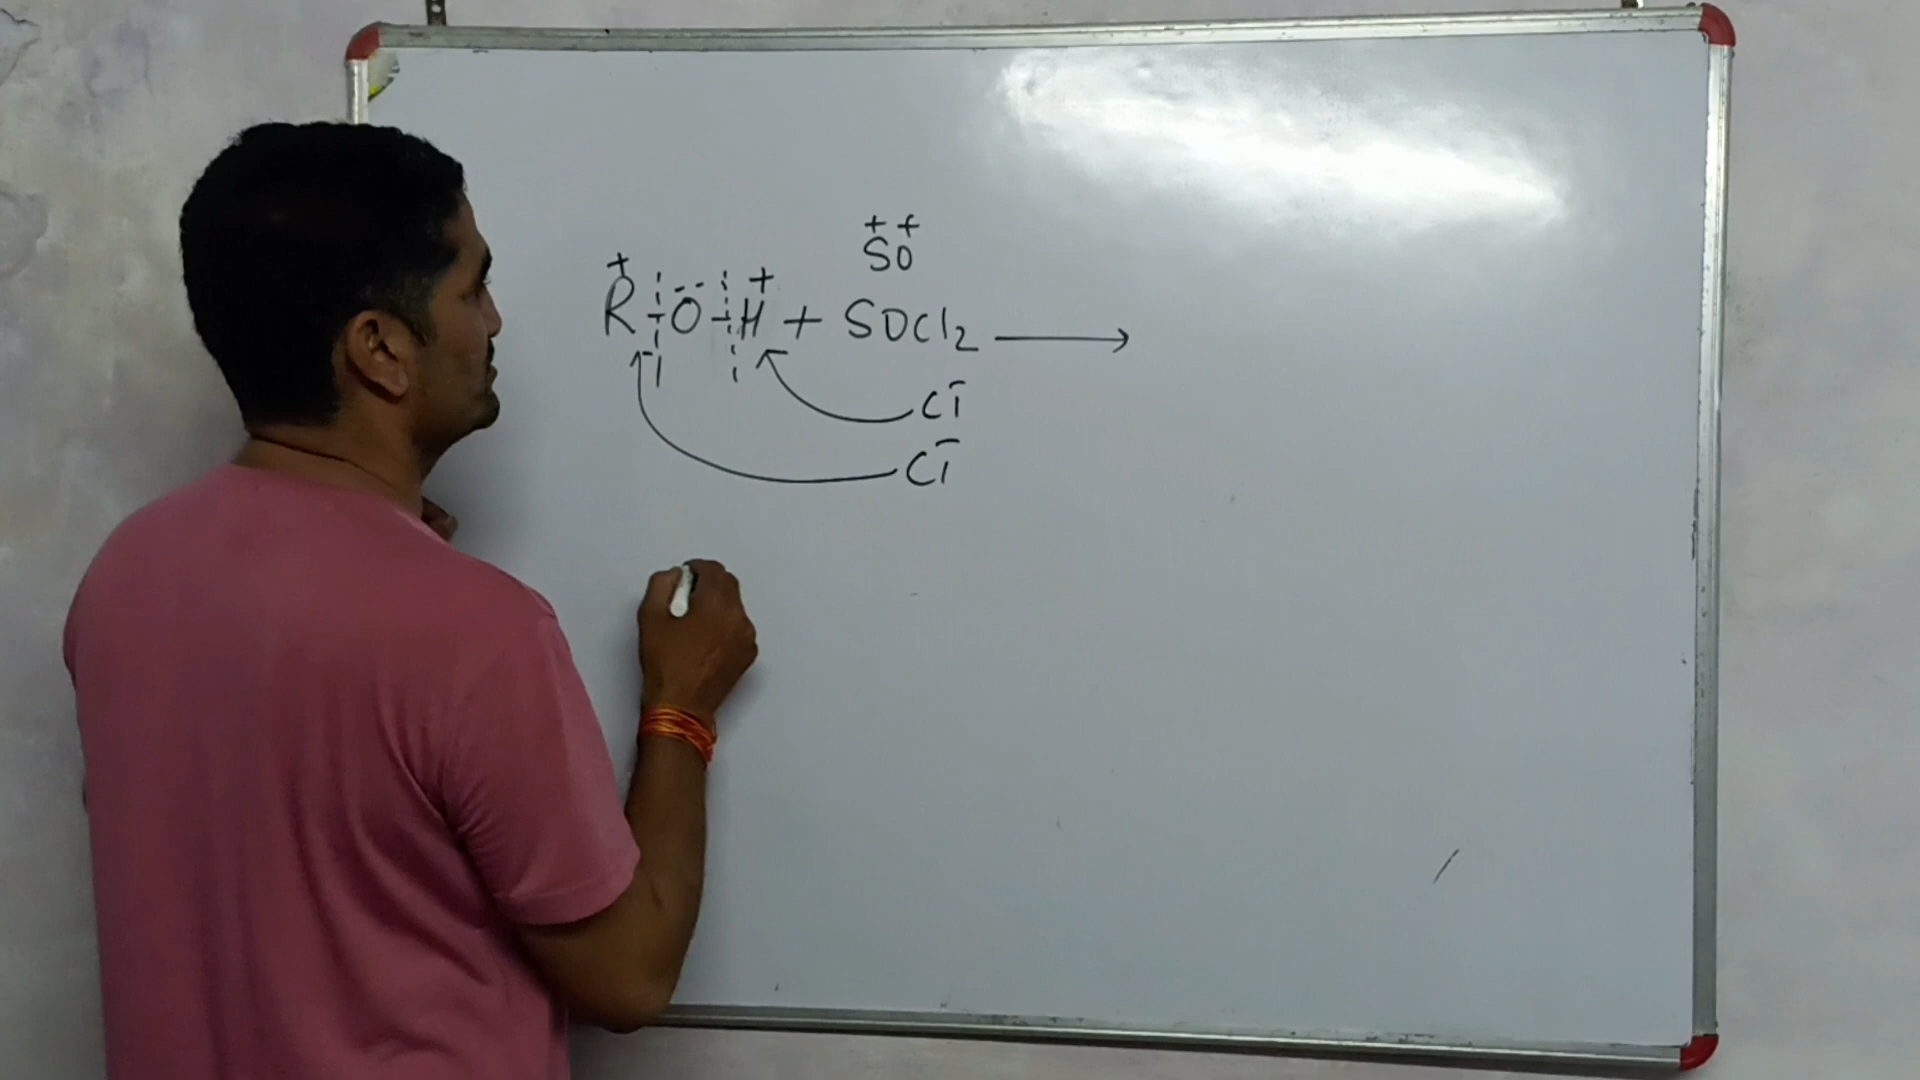 ++
SO
+ -- +
R-O-H + SOCl2 ⟶
Cl-
Cl-